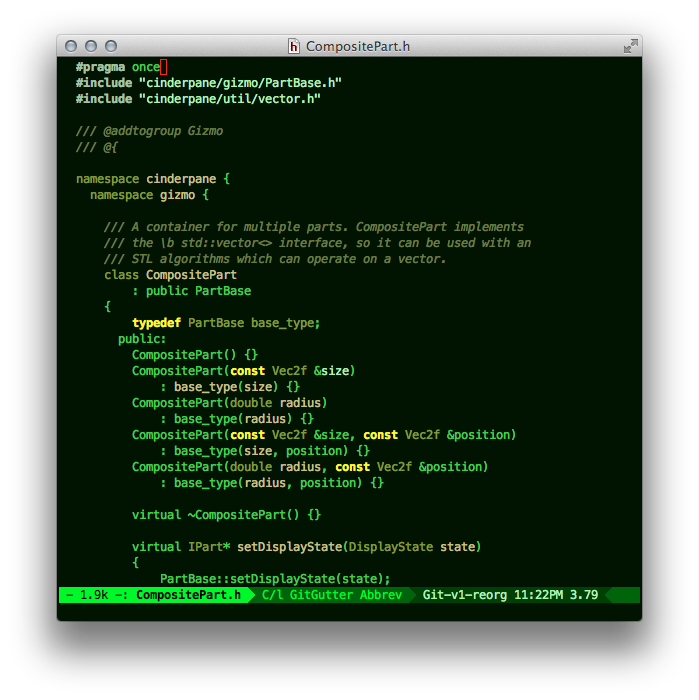 CompositePart.h
#pragma once
#include "cinderpane/gizmo/PartBase.h"
#include "cinderpane/util/vector.h"
/// @addtogroup Gizmo
/// @{
namespace cinderpane {
namespace gizmo {
/// A container for multiple parts. CompositePart implements
/// the \b std::vector<> interface, so it can be used with an
/// STL algorithms which can operate on a vector.
class CompositePart
: public PartBase
{
typedef PartBase base_type;
public:
CompositePart() {}
CompositePart(const Vec2f &size)
: base_type(size) {}
CompositePart(double radius)
: base_type(radius) {}
CompositePart(const Vec2f &size, const Vec2f &position)
: base_type(size, position) {}
CompositePart(double radius, const Vec2f &position)
: base_type(radius, position) {}
virtual ~CompositePart() {}
virtual IPart* setDisplayState(DisplayState state)
{
PartBase::setDisplayState(state);
- 1.9k -: CompositePart.h C/l GitGutter Abbrev Git-v1-reorg 11:22PM 3.79